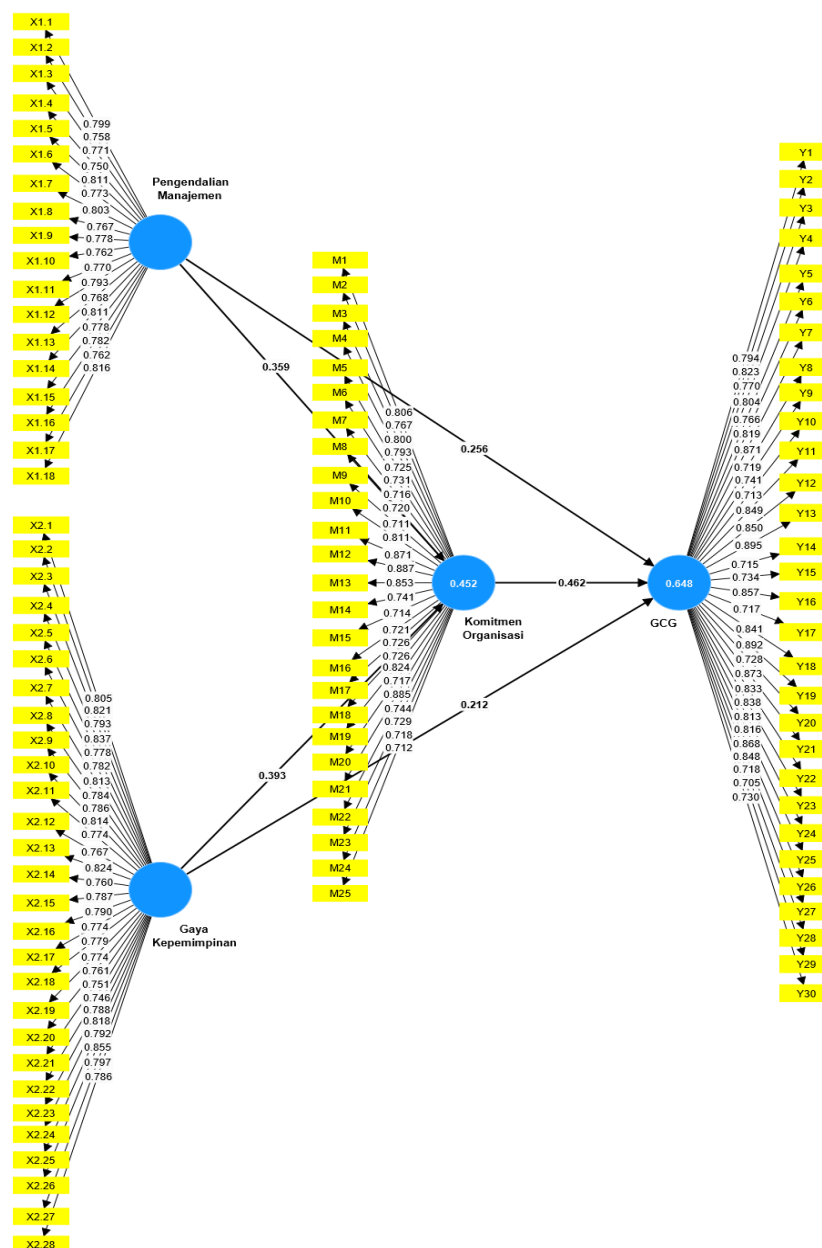 X1.1
X1.2
X1.3
X1.4
X1.5
X1.6
X1.7
X1.8
X1.9
X1.10
X1.11
X1.12
X1.13
X1.14
X1.15
X1.16
X1.17
X1.18
0.799
0.758
0.771
0.750
0.811
0.773
0.803
0.767
0.778
0.762
0.770
0.793
0.768
0.811
0.778
0.782
0.762
0.816
Pengendalian
Manajemen
X2.1
X2.2
X2.3
X2.4
X2.5
X2.6
X2.7
X2.8
X2.9
X2.10
X2.11
X2.12
X2.13
X2.14
X2.15
X2.16
X2.17
X2.18
X2.19
X2.20
X2.21
X2.22
X2.23
X2.24
X2.25
X2.26
X2.27
X2.28
0.805
0.821
0.793
0.837
0.778
0.782
0.813
0.784
0.786
0.814
0.774
0.767
0.824
0.760
0.787
0.790
0.774
0.779
0.774
0.761
0.751
0.746
0.788
0.818
0.792
0.855
0.797
0.786
Gaya
Kepemimpinan
0.359
0.393
0.256
0.212
0.462
M1
M2
M3
M4
M5
M6
M7
M8
M9
M10
M11
M12
M13
M14
M15
M16
M17
M18
M19
M20
M21
M22
M23
M24
M25
0.806
0.767
0.800
0.793
0.725
0.731
0.716
0.720
0.711
0.811
0.871
0.887
0.853
0.741
0.714
0.721
0.726
0.726
0.824
0.717
0.885
0.744
0.729
0.718
0.712
0.452
Komitmen
Organisasi
0.648
GCG
0.794
0.823
0.770
0.804
0.766
0.819
0.871
0.719
0.741
0.713
0.849
0.850
0.895
0.715
0.734
0.857
0.717
0.841
0.892
0.728
0.873
0.833
0.838
0.813
0.816
0.868
0.848
0.718
0.705
0.730
Y1
Y2
Y3
Y4
Y5
Y6
Y7
Y8
Y9
Y10
Y11
Y12
Y13
Y14
Y15
Y16
Y17
Y18
Y19
Y20
Y21
Y22
Y23
Y24
Y25
Y26
Y27
Y28
Y29
Y30